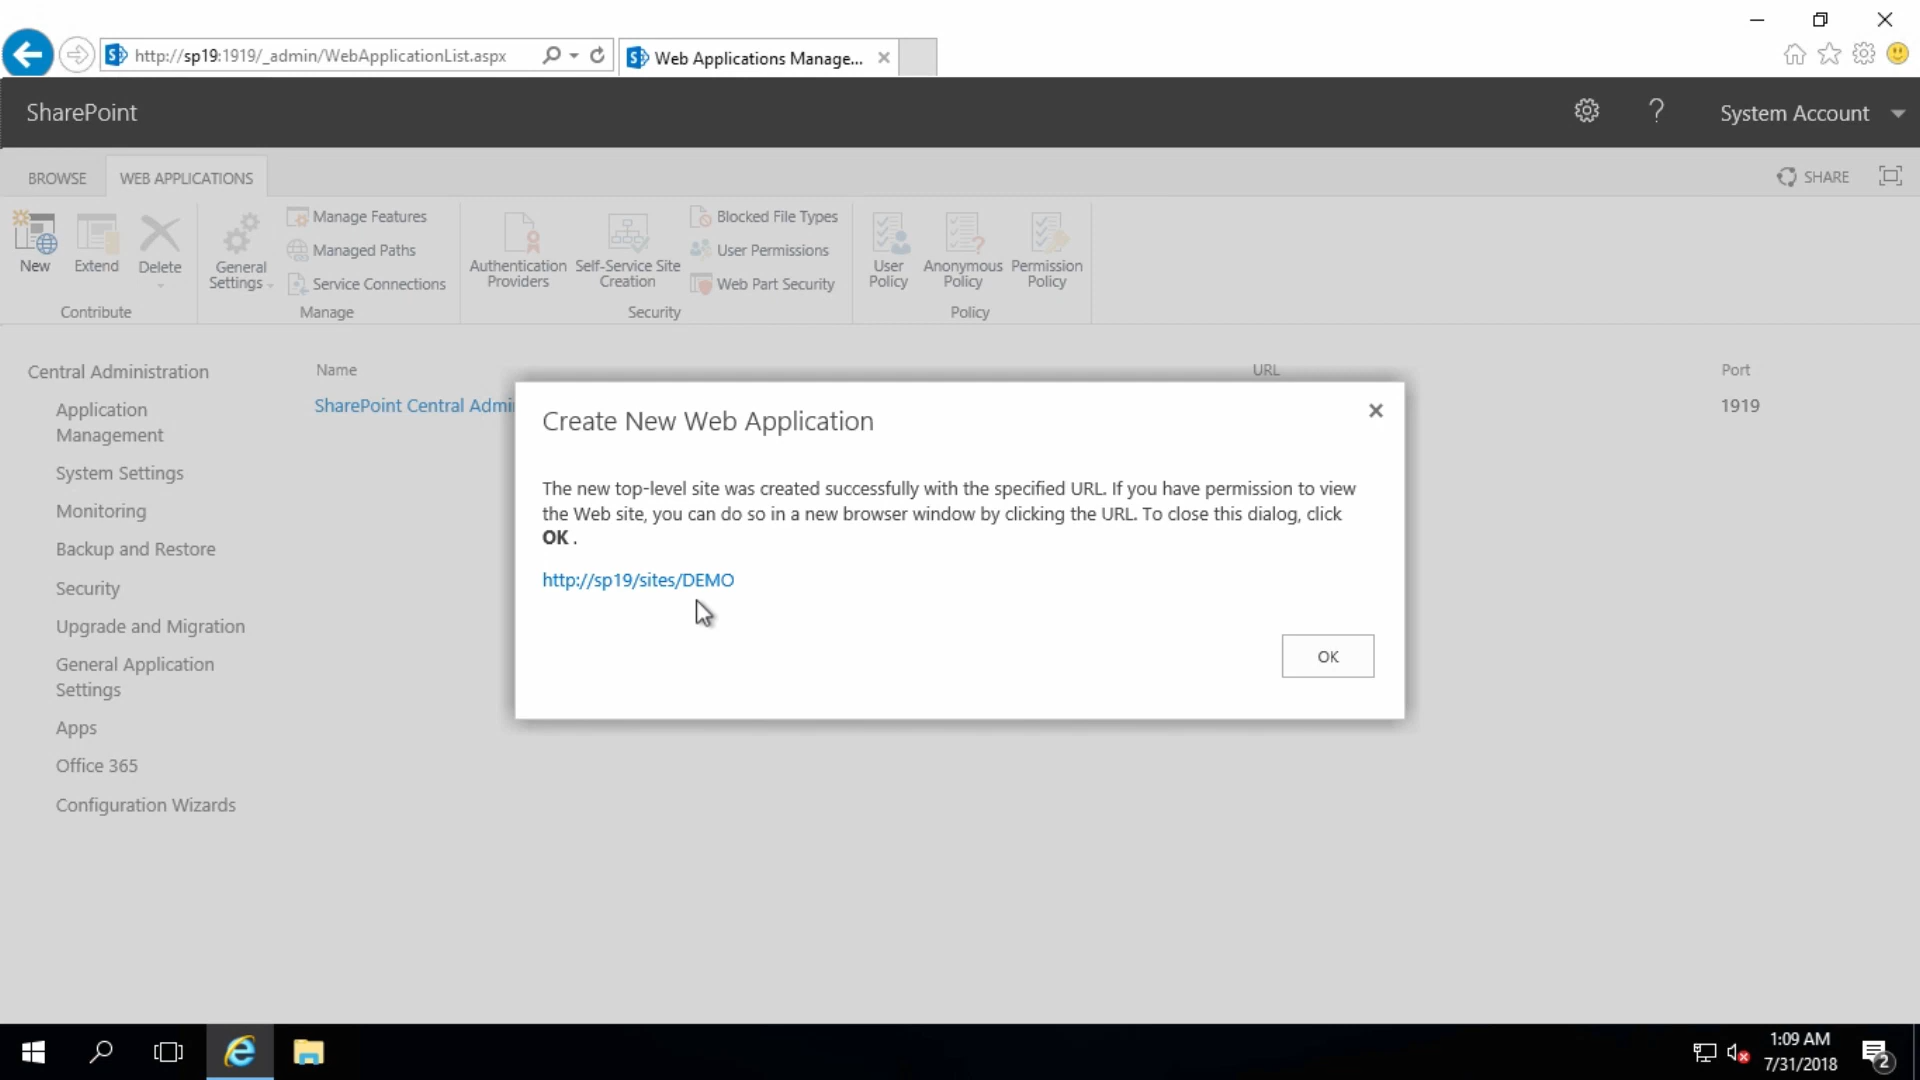 http://sp19:1919/_admin/WebApplicationList.aspx
Web Applications Manage...
SharePoint
?
System Account
BROWSE
WEB APPLICATIONS
SHARE
New
Extend
Delete
Contribute
General
Settings
Manage Features
Managed Paths
Service Connections
Manage
Authentication
Providers
Self-Service Site
Creation
Blocked File Types
User Permissions
Web Part Security
Security
User
Policy
Anonymous
Policy
Permission
Policy
Policy
Central Administration
Application
Management
System Settings
Monitoring
Backup and Restore
Security
Upgrade and Migration
General Application
Settings
Apps
Office 365
Configuration Wizards
Name
URL
Port
SharePoint Central Admi
1919
Create New Web Application
The new top-level site was created successfully with the specified URL. If you have permission to view
the Web site, you can do so in a new browser window by clicking the URL. To close this dialog, click
OK .
http://sp19/sites/DEMO
OK
1:09 AM
7/31/2018
2